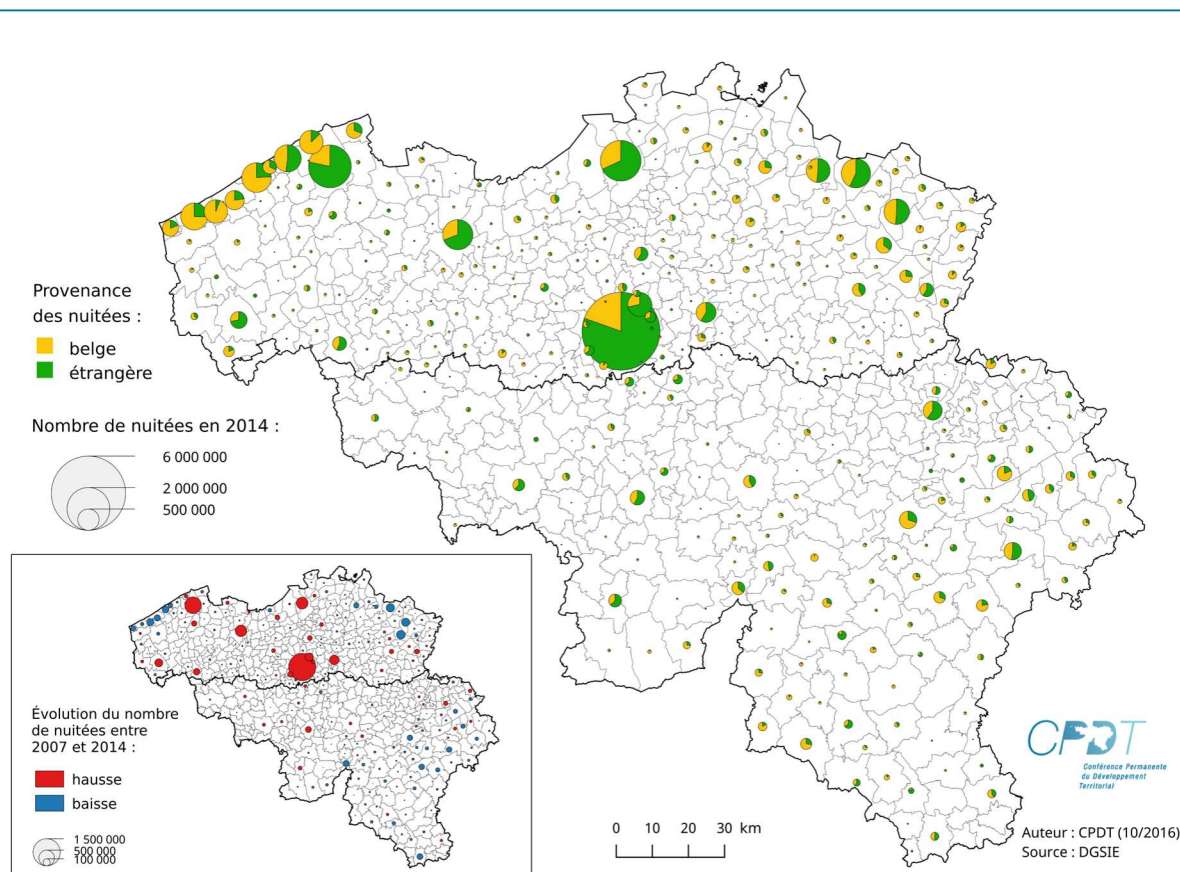 Provenance
des nuitées :
belge
étrangère
Nombre de nuitées en 2014 :
6 000 000
2 000 000
500 000
Évolution du nombre
de nuitées entre
2007 et 2014 :
hausse
baisse
1 500 000
500 000
100 000
0 10 20 30 km
CPDT
Conférence Permanente
du Développement
Territorial
Auteur : CPDT (10/2016)
Source : DGSIE